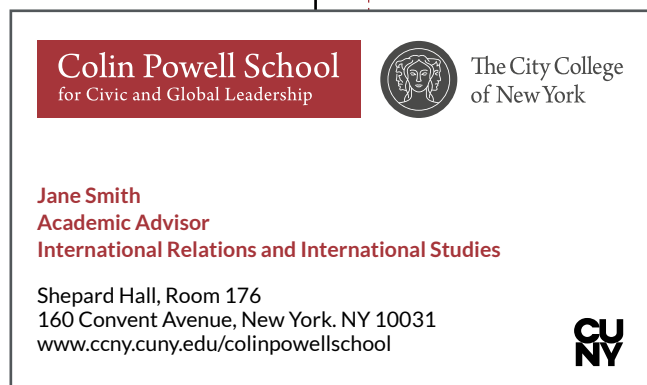 Colin Powell School
for Civic and Global Leadership
The City College
of New York
Jane Smith
Academic Advisor
International Relations and International Studies
Shepard Hall, Room 176
160 Convent Avenue, New York. NY 10031
www.ccny.cuny.edu/colinpowellschool
CU
NY